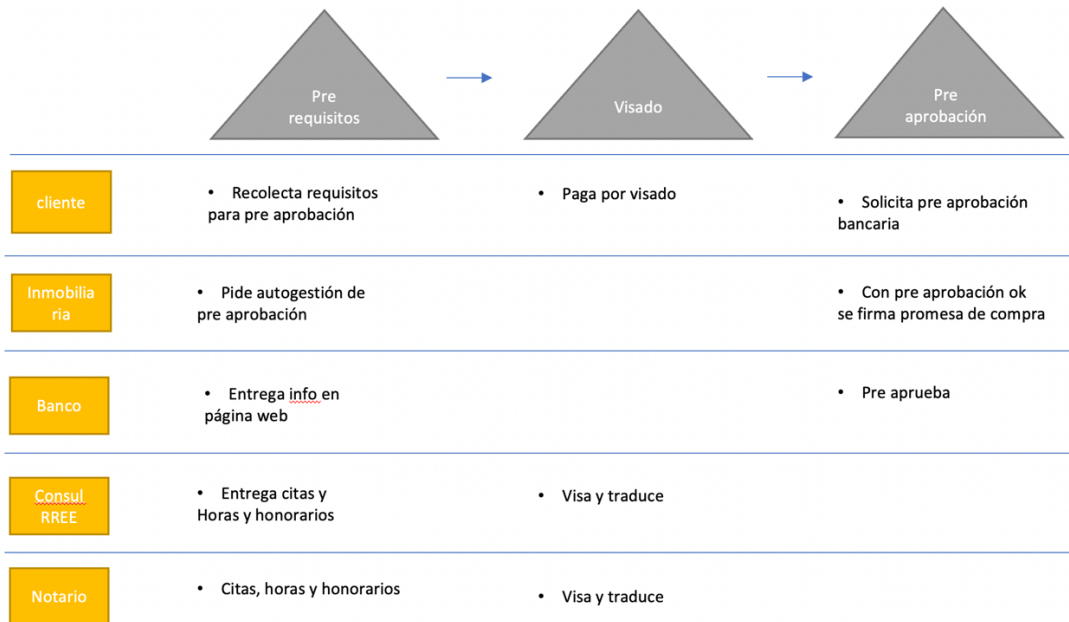 Pre
requisitos
Visado
Pre
aprobación
cliente
• Recolecta requisitos
para pre aprobación
• Paga por visado
• Solicita pre aprobación
bancaria
Inmobilia
ria
• Pide autogestión de
pre aprobación
• Con pre aprobación ok
se firma promesa de compra
Banco
• Entrega info en
página web
• Pre aprueba
Consul
RREE
• Entrega citas y
Horas y honorarios
• Visa y traduce
Notario
• Citas, horas y honorarios
• Visa y traduce